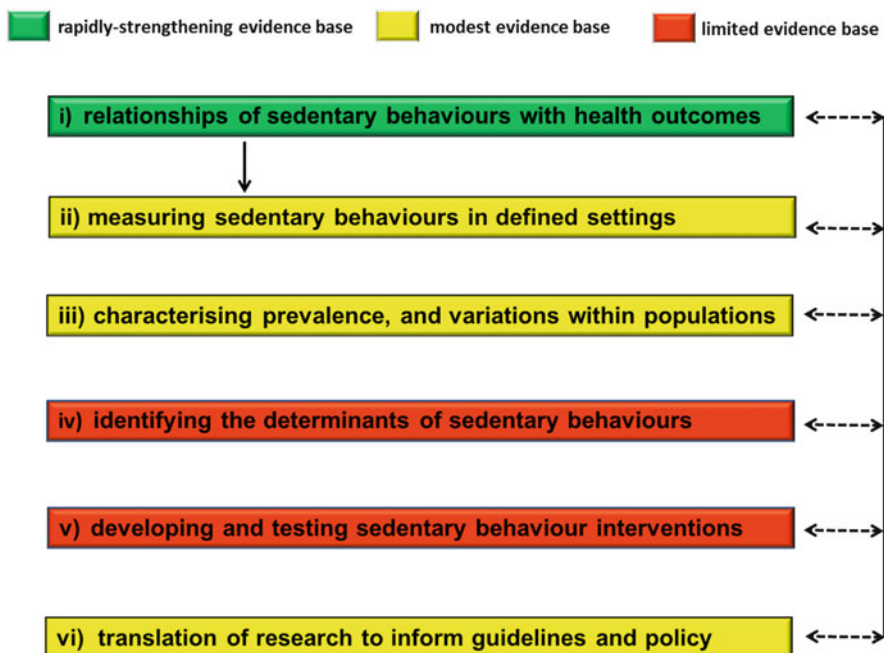 rapidly-strengthening evidence base
modest evidence base
limited evidence base
i) relationships of sedentary behaviours with health outcomes
ii) measuring sedentary behaviours in defined settings
iii) characterising prevalence, and variations within populations
iv) identifying the determinants of sedentary behaviours
v) developing and testing sedentary behaviour interventions
vi) translation of research to inform guidelines and policy